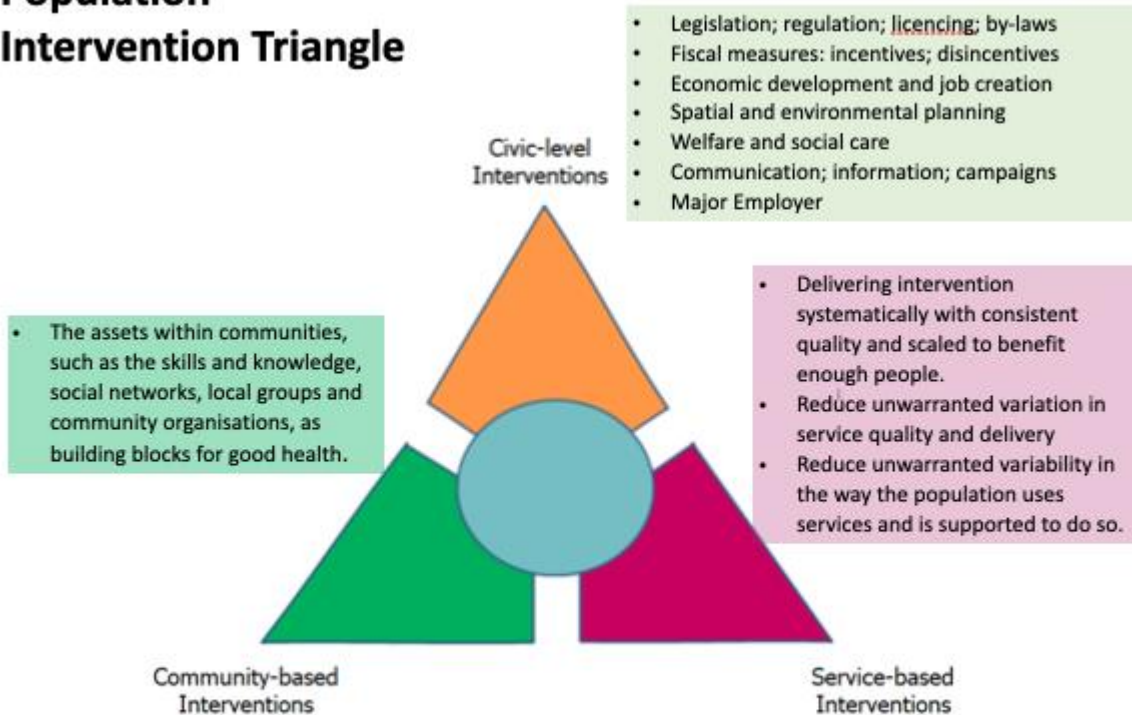 Population
Intervention Triangle
• Legislation; regulation; licencing; by-laws
• Fiscal measures: incentives; disincentives
• Economic development and job creation
• Spatial and environmental planning
• Welfare and social care
• Communication; information; campaigns
• Major Employer
Civic-level
Interventions
• The assets within communities,
such as the skills and knowledge,
social networks, local groups and
community organisations, as
building blocks for good health.
• Delivering intervention
systematically with consistent
quality and scaled to benefit
enough people.
• Reduce unwarranted variation in
service quality and delivery
• Reduce unwarranted variability in
the way the population uses
services and is supported to do so.
Community-based
Interventions
Service-based
Interventions